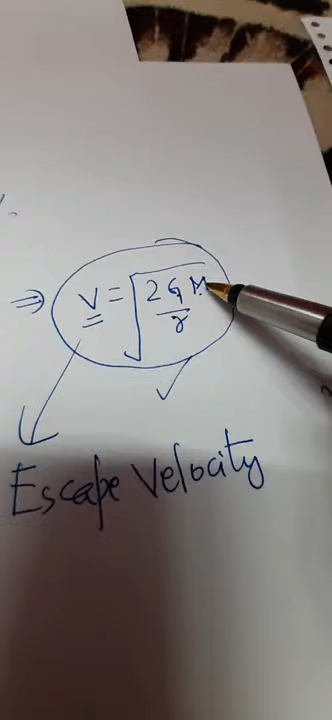 ⇒ V = √(2GM/r)
Escape Velocity